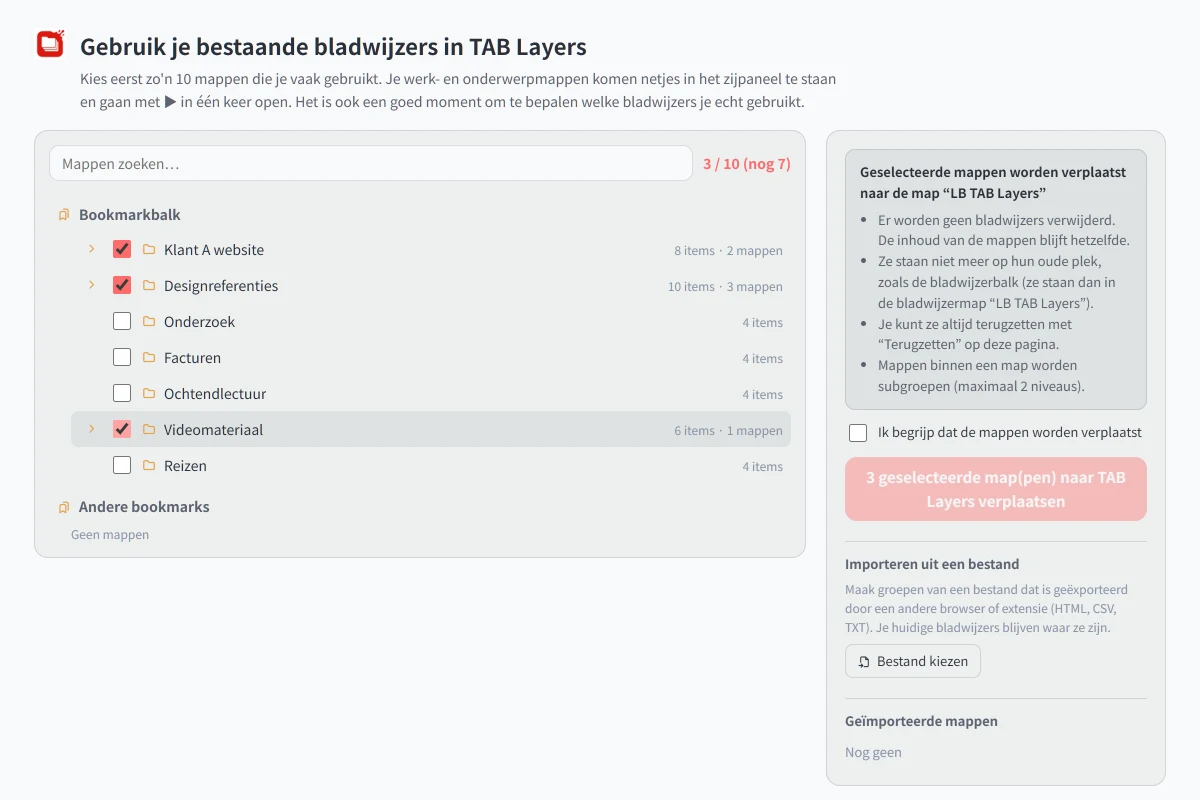 Gebruik je bestaande bladwijzers in TAB Layers
Kies eerst zo'n 10 mappen die je vaak gebruikt. Je werk- en onderwerpmappen komen netjes in het zijpaneel te staan
en gaan met ▶ in één keer open. Het is ook een goed moment om te bepalen welke bladwijzers je echt gebruikt.
Mappen zoeken…
3 / 10 (nog 7)
Bookmarkbalk
Klant A website
8 items · 2 mappen
Designreferenties
10 items · 3 mappen
Onderzoek
4 items
Facturen
4 items
Ochtendlectuur
4 items
Videomateriaal
6 items · 1 mappen
Reizen
4 items
Andere bookmarks
Geen mappen
Geselecteerde mappen worden verplaatst
naar de map “LB TAB Layers”
• Er worden geen bladwijzers verwijderd.
De inhoud van de mappen blijft hetzelfde.
• Ze staan niet meer op hun oude plek,
zoals de bladwijzerbalk (ze staan dan in
de bladwijzermap “LB TAB Layers”).
• Je kunt ze altijd terugzetten met
“Terugzetten” op deze pagina.
• Mappen binnen een map worden
subgroepen (maximaal 2 niveaus).
Ik begrijp dat de mappen worden verplaatst
3 geselecteerde map(pen) naar TAB
Layers verplaatsen
Importeren uit een bestand
Maak groepen van een bestand dat is geëxporteerd
door een andere browser of extensie (HTML, CSV,
TXT). Je huidige bladwijzers blijven waar ze zijn.
Bestand kiezen
Geïmporteerde mappen
Nog geen